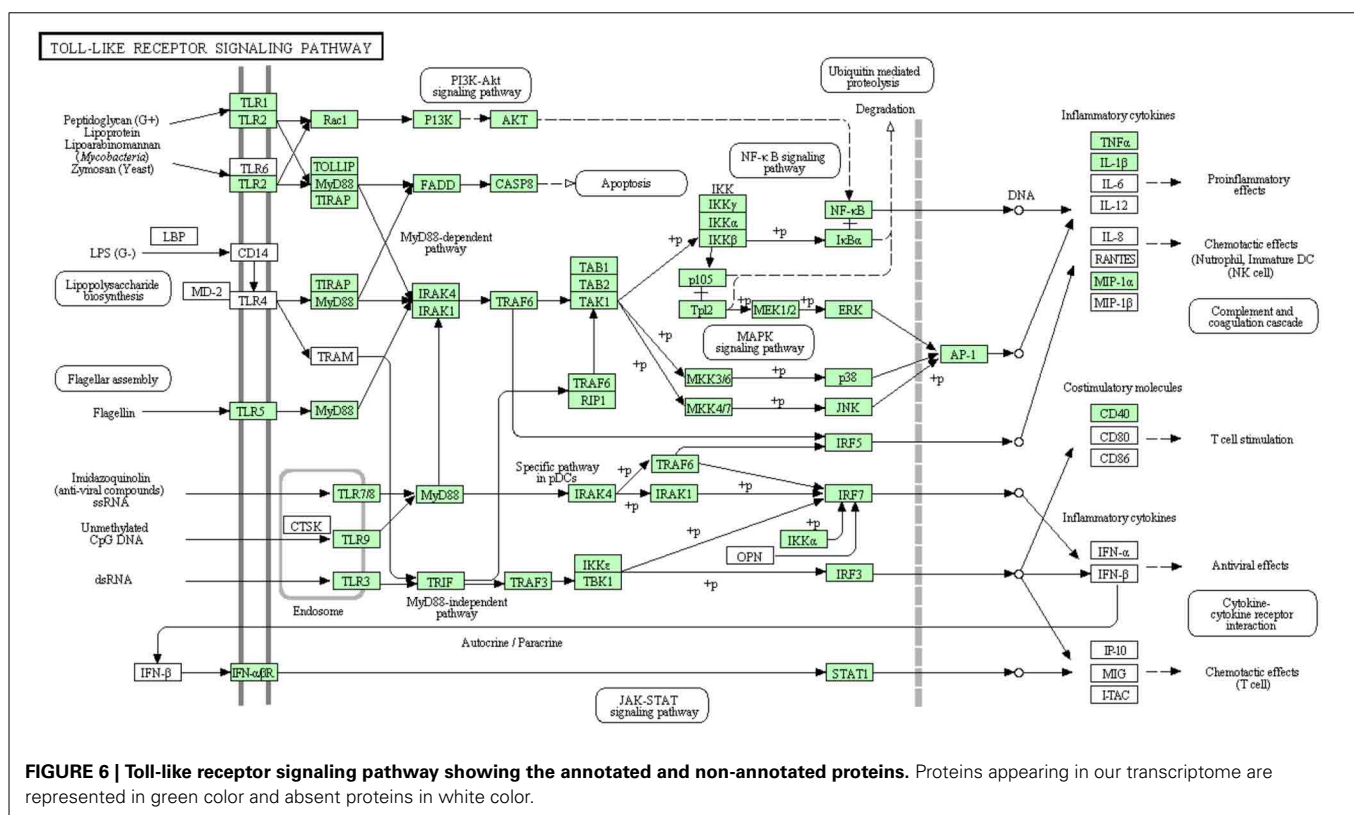 TOLL-LIKE RECEPTOR SIGNALING PATHWAY
PI3K-Akt
signaling pathway
Ubiquitin mediated
proteolysis
Degradation
Peptidoglycan (G+)
Lipoprotein
Lipoarabinomannan
(Mycobacteria)
Zymosan (Yeast)
TLR1
TLR2
TLR6
TLR2
Rac1
PI3K
AKT
TOLLIP
MyD88
TIRAP
FADD
CASP8
Apoptosis
MyD88-dependent
pathway
NF-κB signaling
pathway
IKK
IKKγ
IKKα
IKKβ
+p
+p
NF-κB
IκBα
DNA
Inflammatory cytokines
TNFα
IL-1β
IL-6
IL-12
Proinflammatory
effects
IL-8
RANTES
MIP-1α
MIP-1β
Chemotactic effects
(Nutrophil, Immature DC
(NK cell)
Complement and
coagulation cascade
LBP
LPS (G-)
CD14
Lipopolysaccharide
biosynthesis
MD-2
TLR4
TIRAP
MyD88
IRAK4
IRAK1
TRAF6
TAB1
TAB2
TAK1
p105
Tpl2
+p
MEK1/2
+p
ERK
MAPK
signaling pathway
TRAM
Flagellar assembly
Flagellin
TLR5
MyD88
TRAF6
RIP1
+p
+p
MKK3/6
+p
p38
MKK4/7
+p
JNK
AP-1
+p
Costimulatory molecules
CD40
CD80
CD86
T cell stimulation
IRF5
Imidazoquinolin
(anti-viral compounds)
ssRNA
TLR7/8
MyD88
Specific pathway
in pDCs
IRAK4
+p
TRAF6
+p
IRAK1
+p
+p
IRF7
Unmethylated
CpG DNA
CTSK
TLR9
+p
IKKα
+p
OPN
Inflammatory cytokines
IFN-α
IFN-β
Antiviral effects
dsRNA
TLR3
Endosome
TRIF
MyD88-independent
pathway
TRAF3
IKKε
TBK1
+p
IRF3
Cytokine-
cytokine receptor
interaction
Autocrine / Paracrine
IFN-β
IFN-αβR
STAT1
JAK-STAT
signaling pathway
IP-10
MIG
I-TAC
Chemotactic effects
(T cell)
FIGURE 6 | Toll-like receptor signaling pathway showing the annotated and non-annotated proteins. Proteins appearing in our transcriptome are
represented in green color and absent proteins in white color.